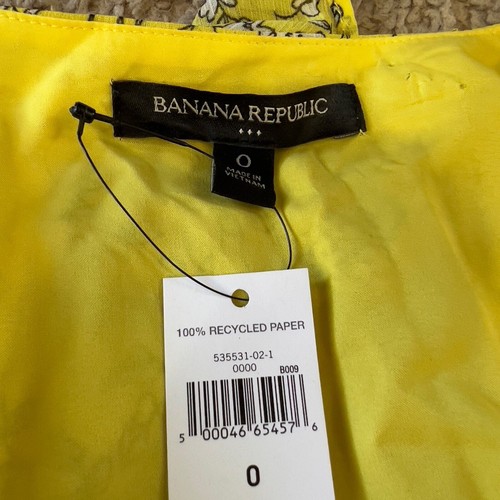 BANANA REPUBLIC
0
MADE IN
VIETNAM
100% RECYCLED PAPER
535531-02-1
0000 B009
5 00046 65457 6
0